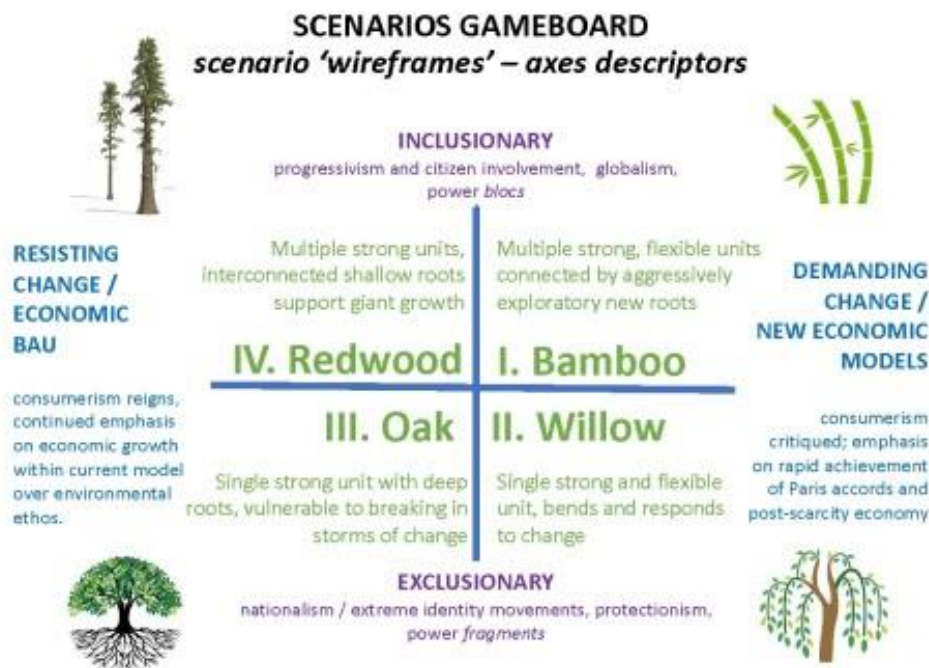 SCENARIOS GAMEBOARD
scenario ‘wireframes’ – axes descriptors
INCLUSIONARY
progressivism and citizen involvement, globalism,
power blocs
RESISTING
CHANGE /
ECONOMIC
BAU
consumerism reigns,
continued emphasis
on economic growth
within current model
over environmental
ethos.
Multiple strong units,
interconnected shallow roots
support giant growth
IV. Redwood
Multiple strong, flexible units
connected by aggressively
exploratory new roots
I. Bamboo
DEMANDING
CHANGE /
NEW ECONOMIC
MODELS
consumerism
critiqued; emphasis
on rapid achievement
of Paris accords and
post-scarcity economy
III. Oak
Single strong unit with deep
roots, vulnerable to breaking in
storms of change
II. Willow
Single strong and flexible
unit, bends and responds
to change
EXCLUSIONARY
nationalism / extreme identity movements, protectionism,
power fragments